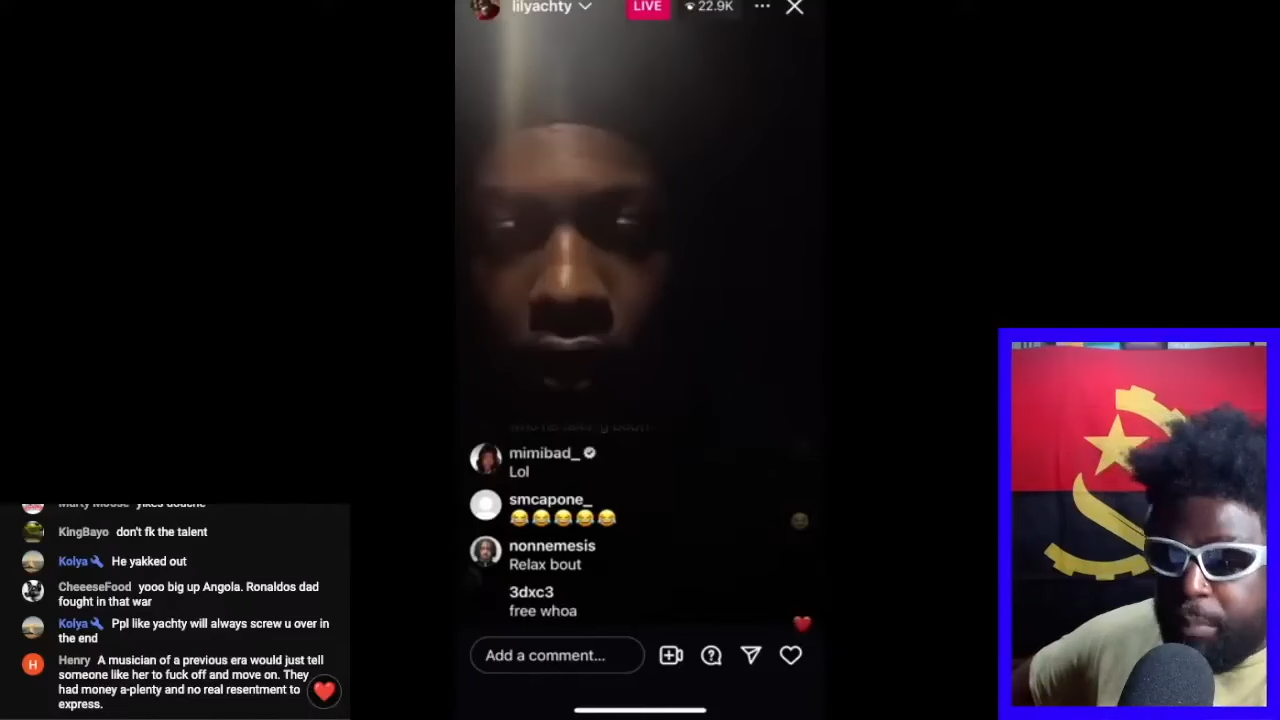 lilyachty
LIVE
22.9K
mimibad_
Lol
smcapone_
😂😂😂😂😂
nonnemesis
Relax bout
3dxc3
free whoa
Add a comment...
yikes douche
KingBayo don't fk the talent
Kolya He yakked out
CheeeseFood yooo big up Angola. Ronaldos dad
fought in that war
Kolya Ppl like yachty will always screw u over in
the end
H
Henry A musician of a previous era would just tell
someone like her to fuck off and move on. They
had money a-plenty and no real resentment to
express.